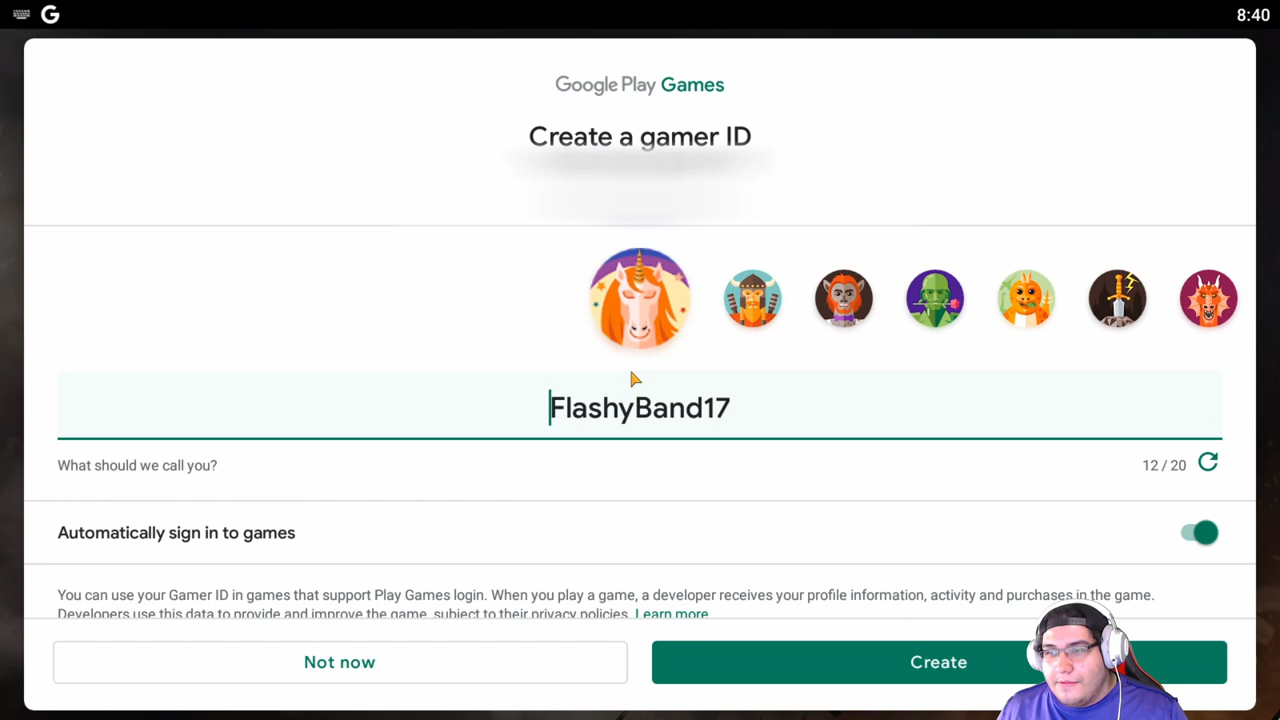 8:40
Google Play Games
Create a gamer ID
FlashyBand17
What should we call you?
12 / 20
Automatically sign in to games
You can use your Gamer ID in games that support Play Games login. When you play a game, a developer receives your profile information, activity and purchases in the game.
Developers use this data to provide and improve the game, subject to their privacy policies. Learn more
Not now
Create